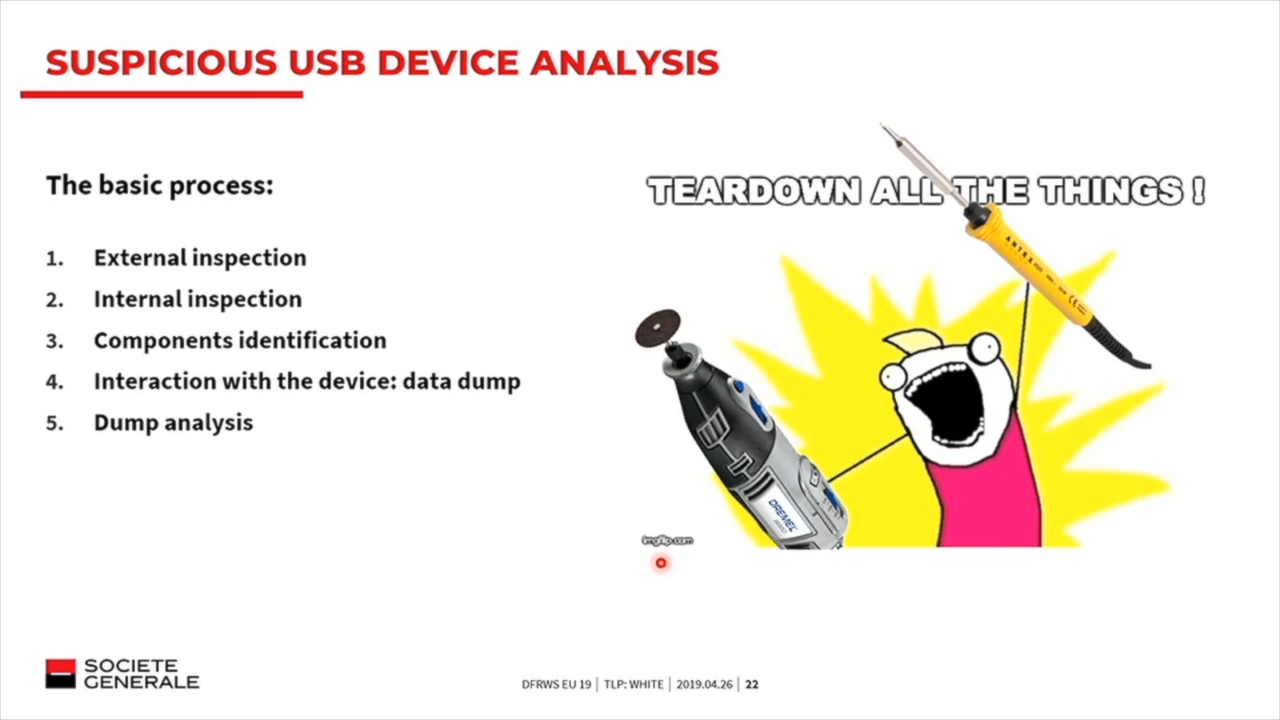 SUSPICIOUS USB DEVICE ANALYSIS
The basic process:
1. External inspection
2. Internal inspection
3. Components identification
4. Interaction with the device: data dump
5. Dump analysis
TEARDOWN ALL THE THINGS !
ANTEX
DREMEL
imgflip.com
SOCIETE
GENERALE
DFRWS EU 19 | TLP: WHITE | 2019.04.26 | 22